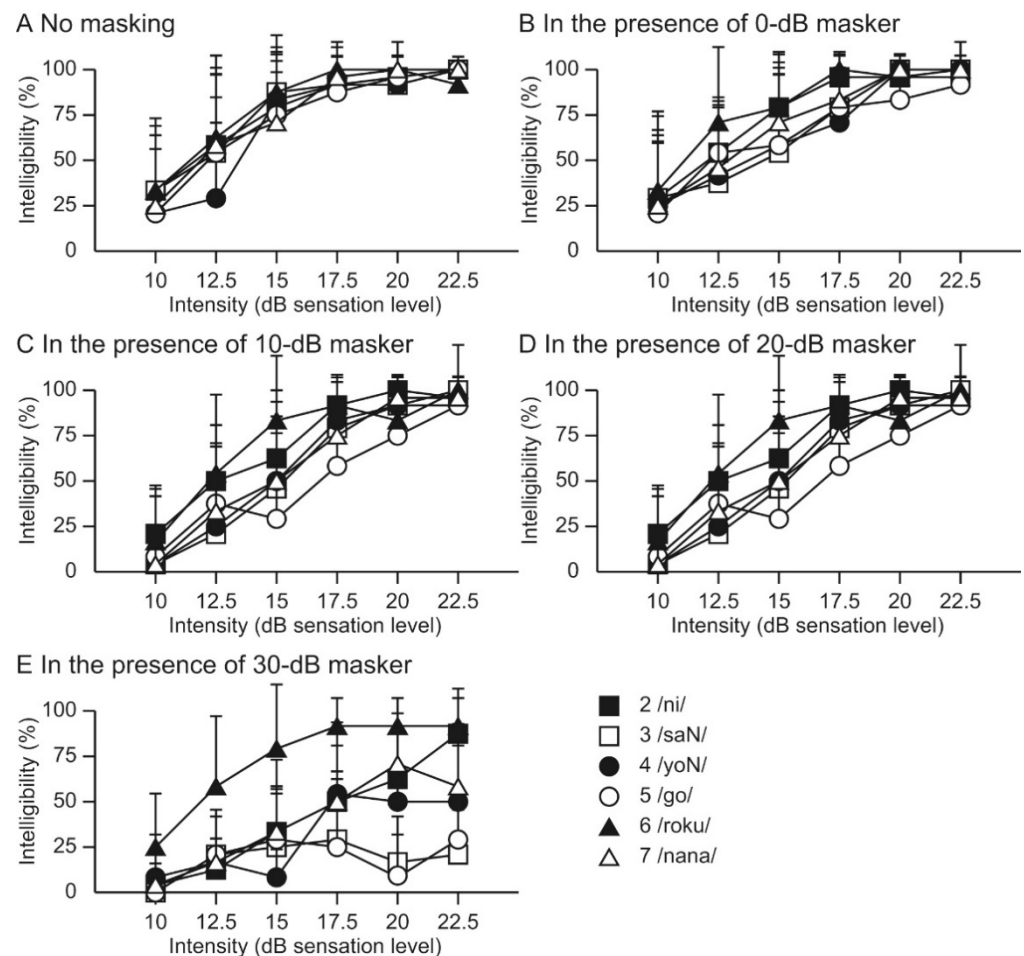 A No masking
Intelligibility (%)
100
75
50
25
0
10 12.5 15 17.5 20 22.5
Intensity (dB sensation level)
B In the presence of 0-dB masker
Intelligibility (%)
100
75
50
25
0
10 12.5 15 17.5 20 22.5
Intensity (dB sensation level)
C In the presence of 10-dB masker
Intelligibility (%)
100
75
50
25
0
10 12.5 15 17.5 20 22.5
Intensity (dB sensation level)
D In the presence of 20-dB masker
Intelligibility (%)
100
75
50
25
0
10 12.5 15 17.5 20 22.5
Intensity (dB sensation level)
E In the presence of 30-dB masker
Intelligibility (%)
100
75
50
25
0
10 12.5 15 17.5 20 22.5
Intensity (dB sensation level)
2 /ni/
3 /saN/
4 /yoN/
5 /go/
6 /roku/
7 /nana/